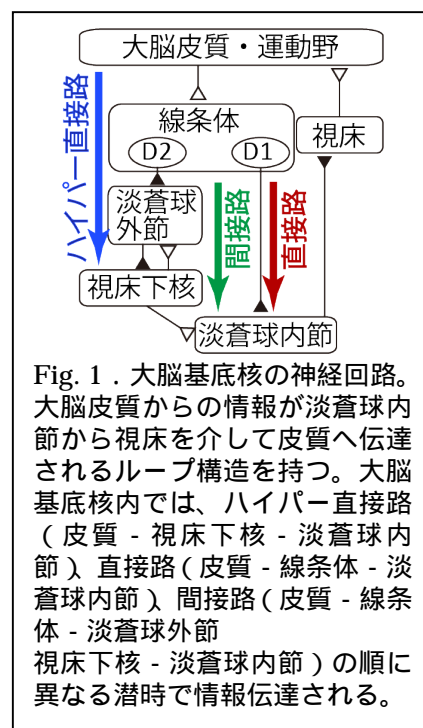 大脳皮質・運動野
ハイパー直接路
線条体
D2
D1
視床
淡蒼球
外節
間接路
直接路
視床下核
淡蒼球内節
Fig. 1．大脳基底核の神経回路。
大脳皮質からの情報が淡蒼球内
節から視床を介して皮質へ伝達
されるループ構造を持つ。大脳
基底核内では、ハイパー直接路
（皮質 - 視床下核 - 淡蒼球内
節）、直接路（皮質 - 線条体 - 淡
蒼球内節）、間接路（皮質 - 線条
体 - 淡蒼球外節
視床下核 - 淡蒼球内節）の順に
異なる潜時で情報伝達される。